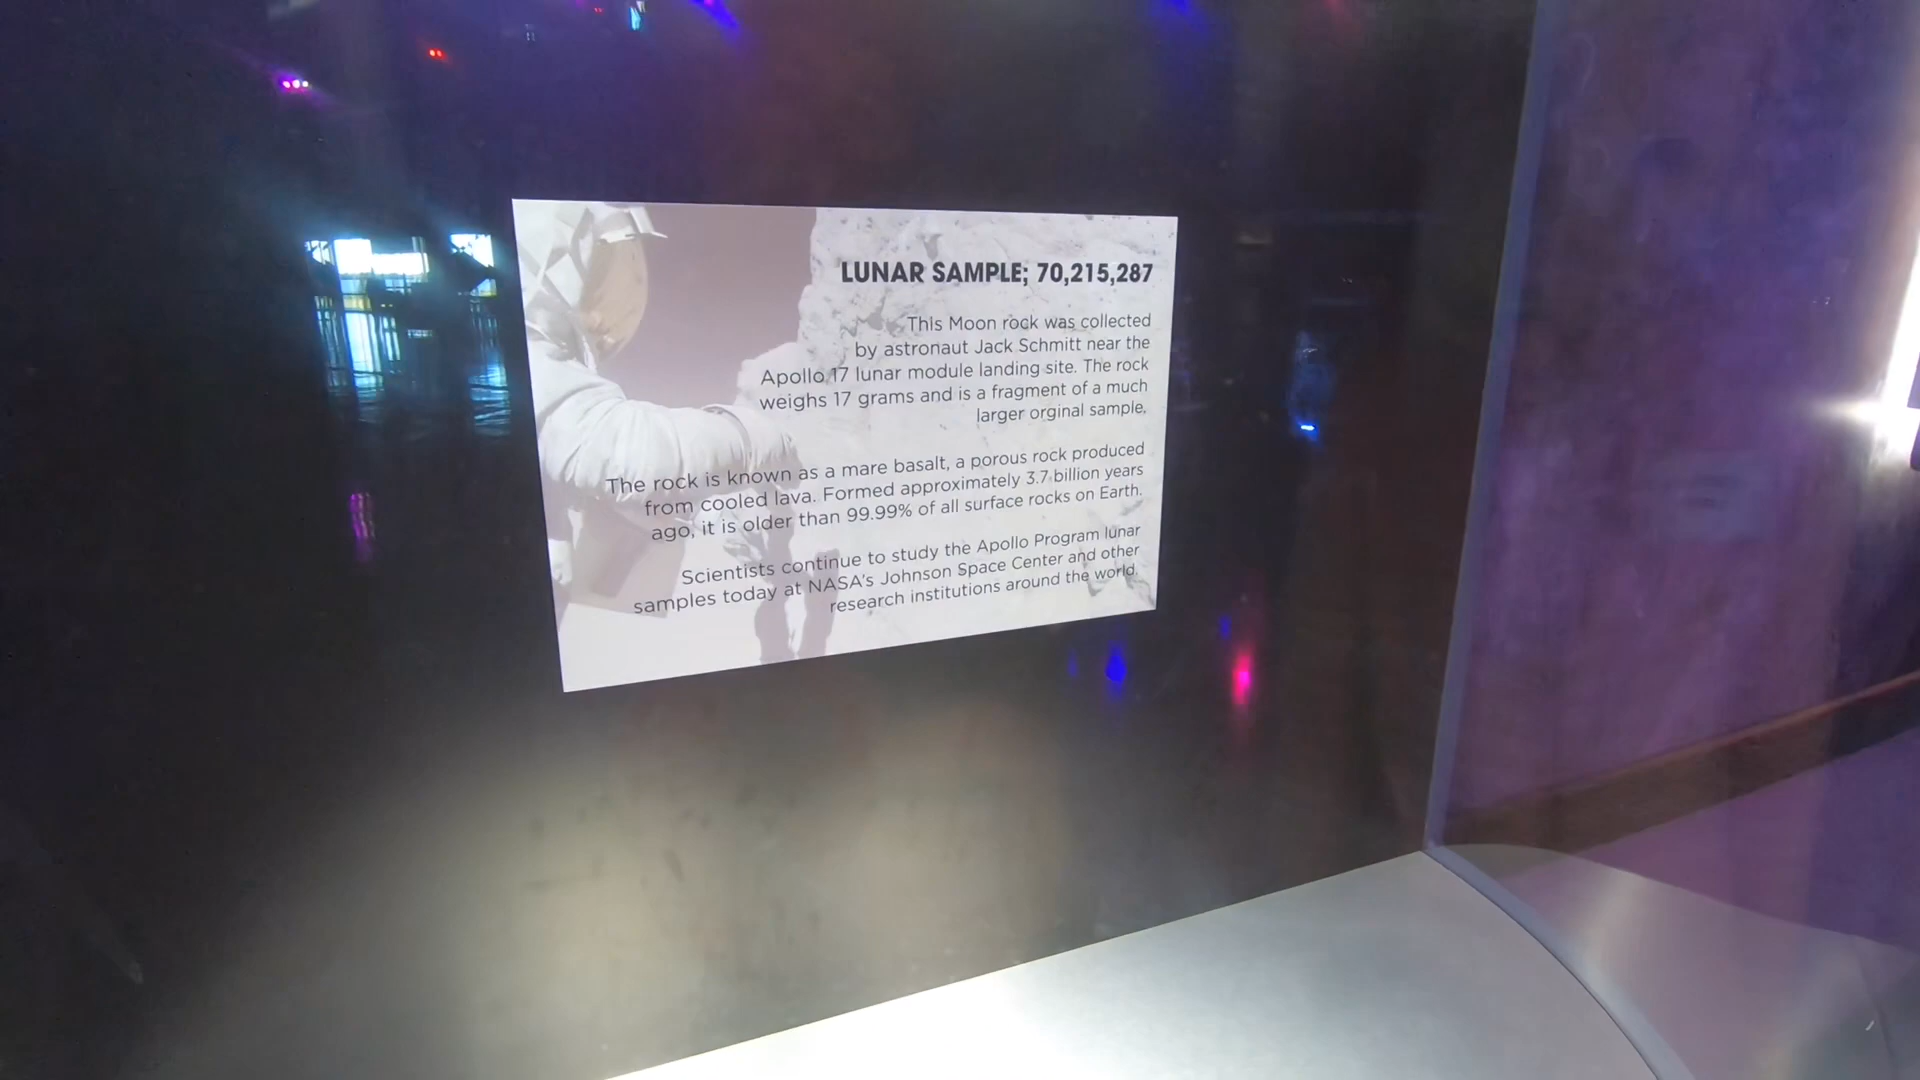 LUNAR SAMPLE; 70,215,287
This Moon rock was collected
by astronaut Jack Schmitt near the
Apollo 17 lunar module landing site. The rock
weighs 17 grams and is a fragment of a much
larger orginal sample.
The rock is known as a mare basalt, a porous rock produced
from cooled lava. Formed approximately 3.7 billion years
ago, it is older than 99.99% of all surface rocks on Earth.
Scientists continue to study the Apollo Program lunar
samples today at NASA's Johnson Space Center and other
research institutions around the world.